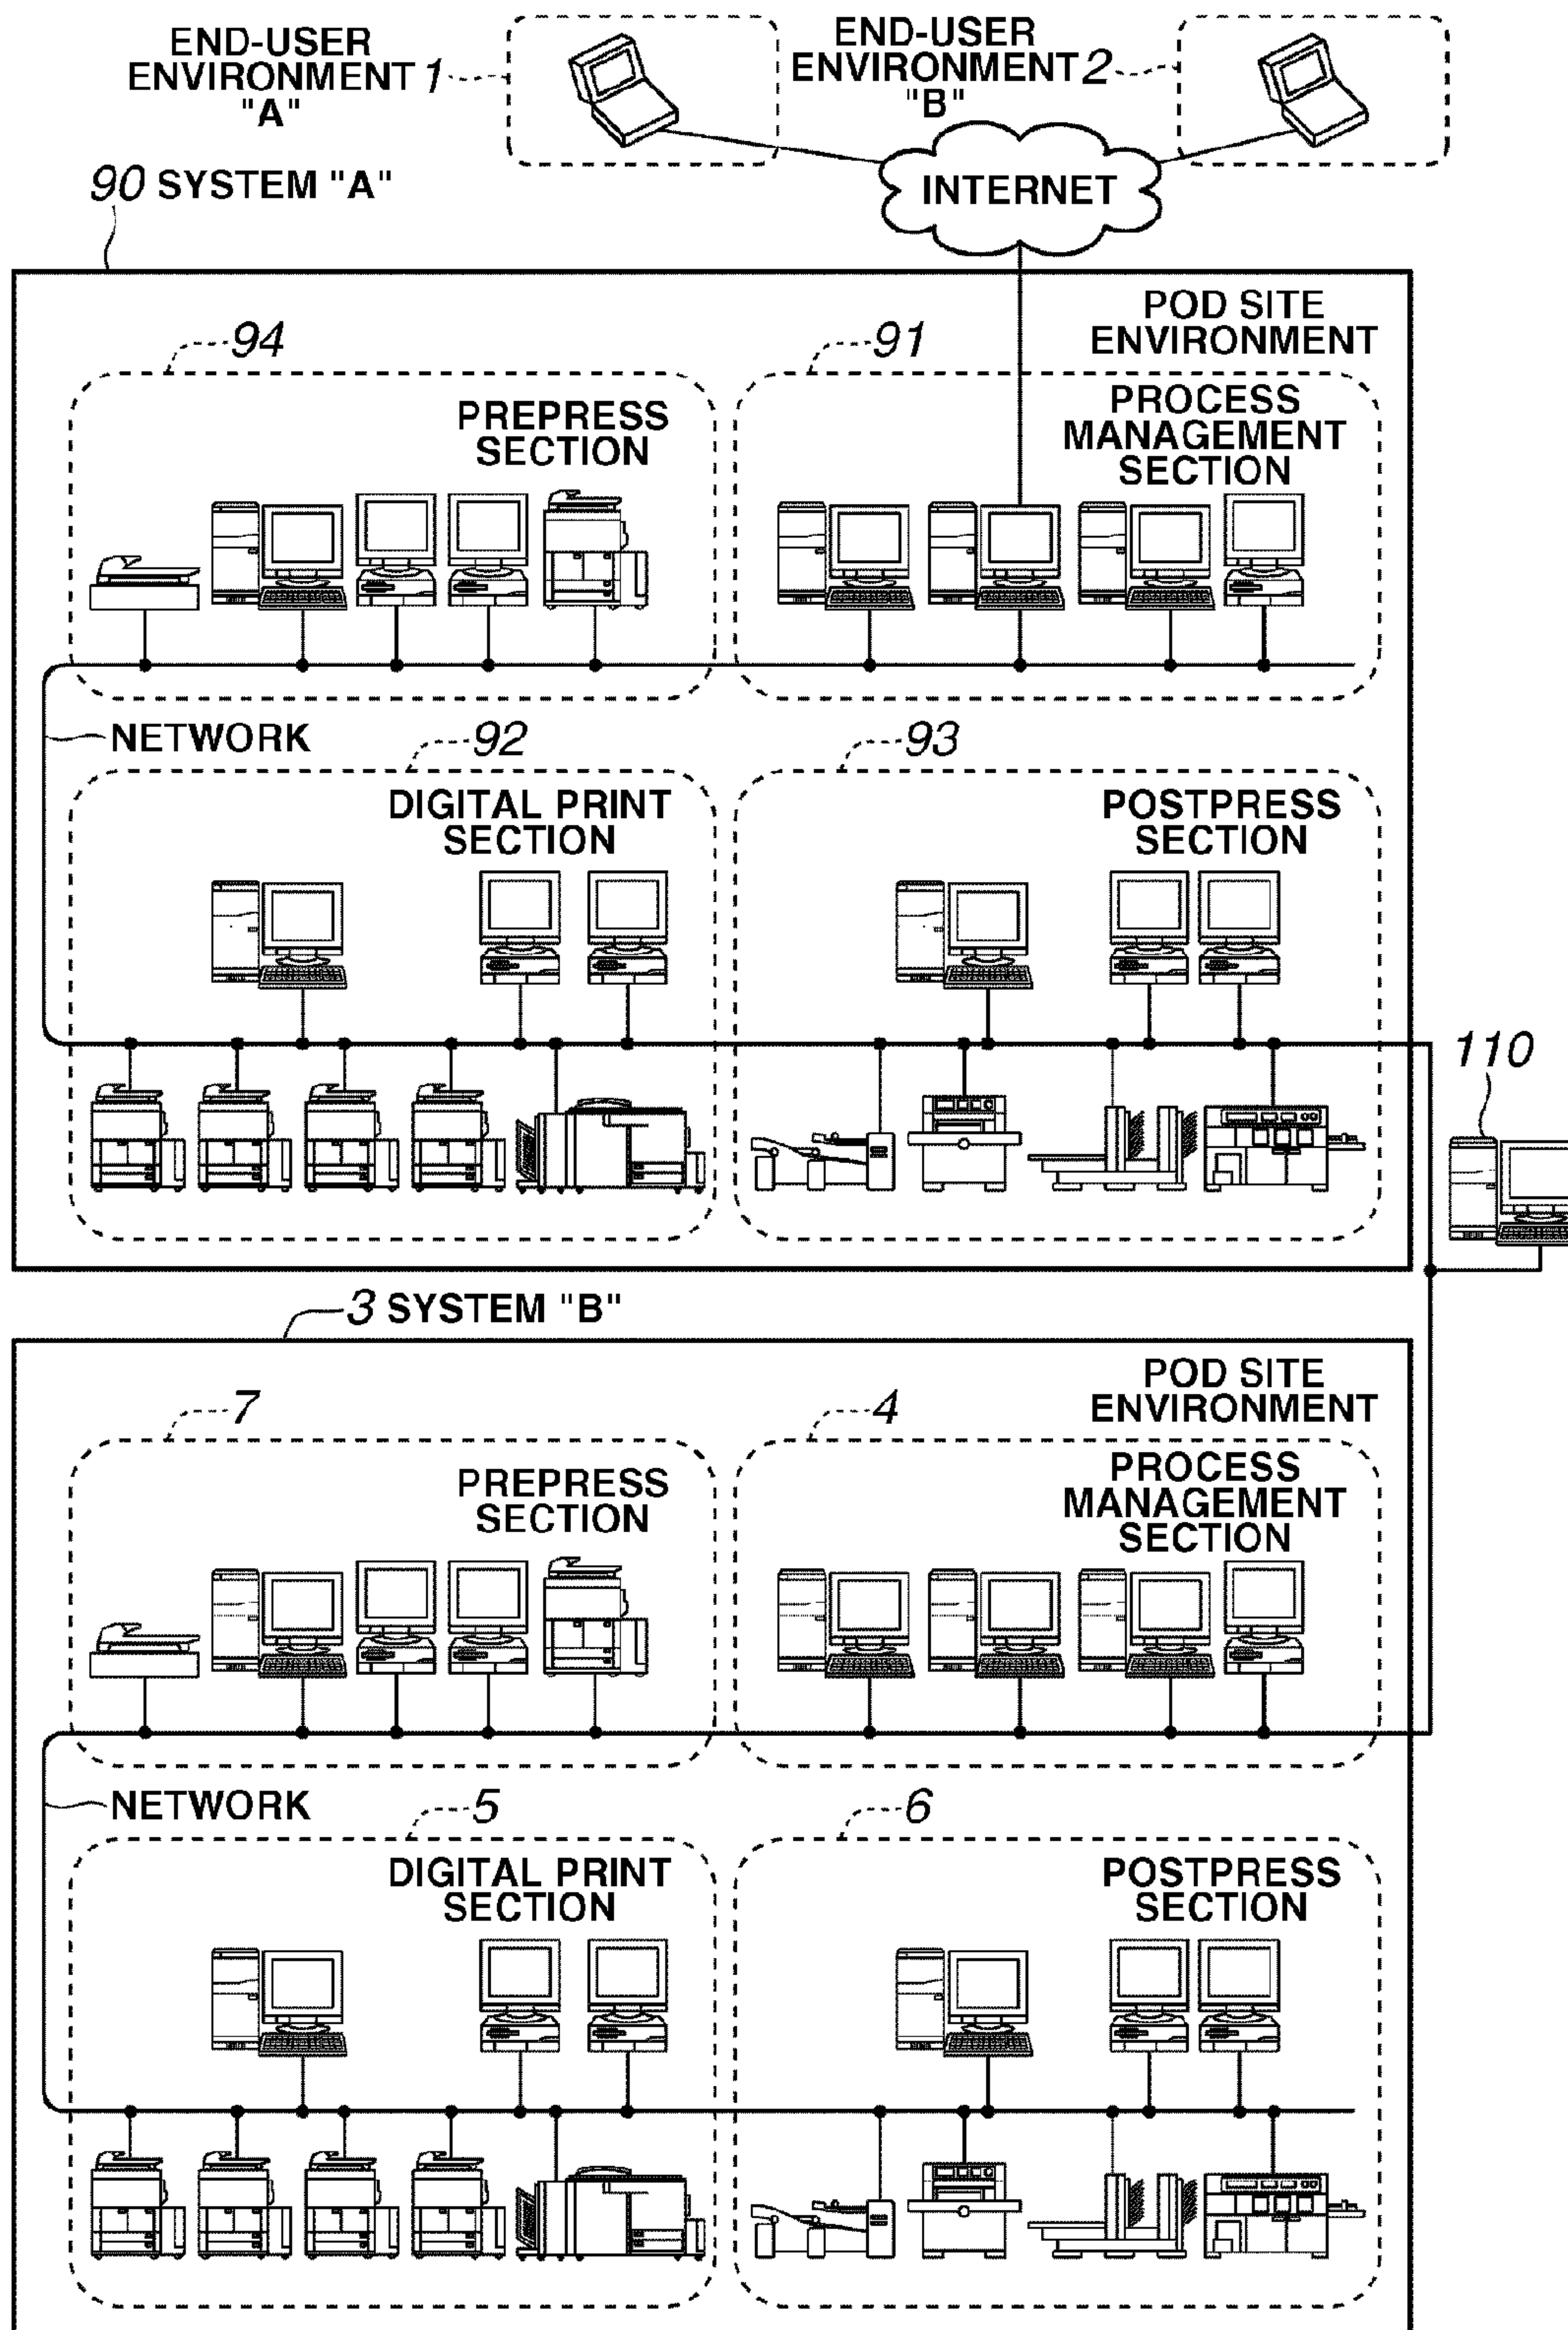 END-USER
ENVIRONMENT 1
"A"
END-USER
ENVIRONMENT 2
"B"
INTERNET
90 SYSTEM "A"
POD SITE
ENVIRONMENT
94
PREPRESS
SECTION
91
PROCESS
MANAGEMENT
SECTION
NETWORK
92
DIGITAL PRINT
SECTION
93
POSTPRESS
SECTION
110
3 SYSTEM "B"
POD SITE
ENVIRONMENT
7
PREPRESS
SECTION
4
PROCESS
MANAGEMENT
SECTION
NETWORK
5
DIGITAL PRINT
SECTION
6
POSTPRESS
SECTION